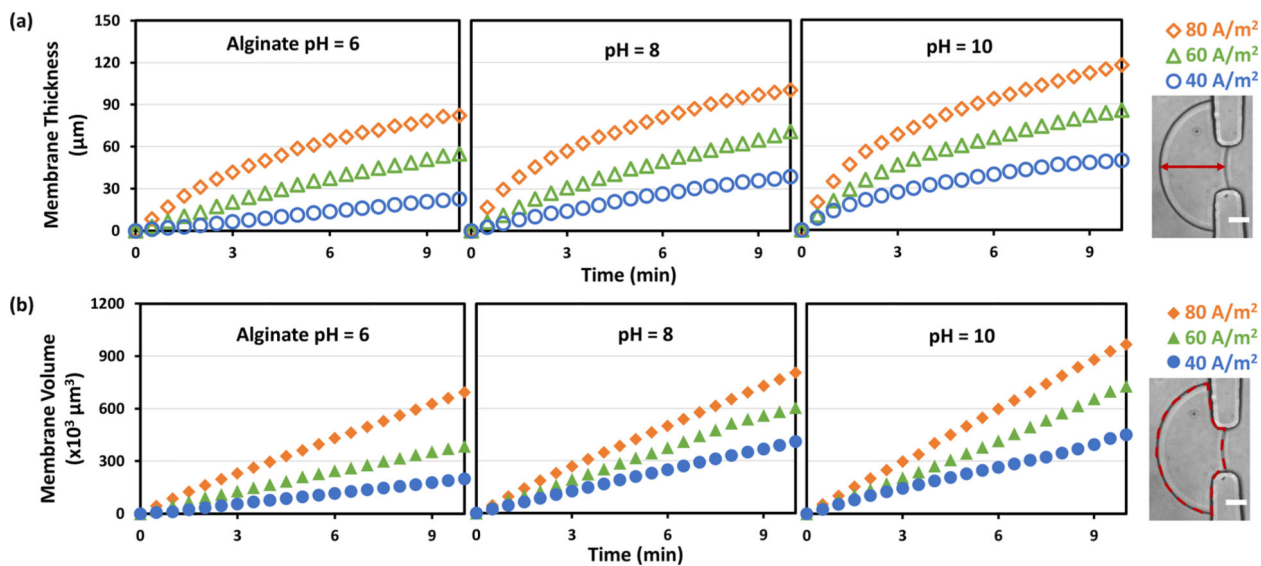 (a)
Membrane Thickness
(µm)
150
120
90
60
30
0
Alginate pH = 6
pH = 8
pH = 10
0 3 6 9
0 3 6 9
0 3 6 9
Time (min)
80 A/m²
60 A/m²
40 A/m²
(b)
Membrane Volume
(x10³ µm³)
1200
900
600
300
0
Alginate pH = 6
pH = 8
pH = 10
0 3 6 9
0 3 6 9
0 3 6 9
Time (min)
80 A/m²
60 A/m²
40 A/m²